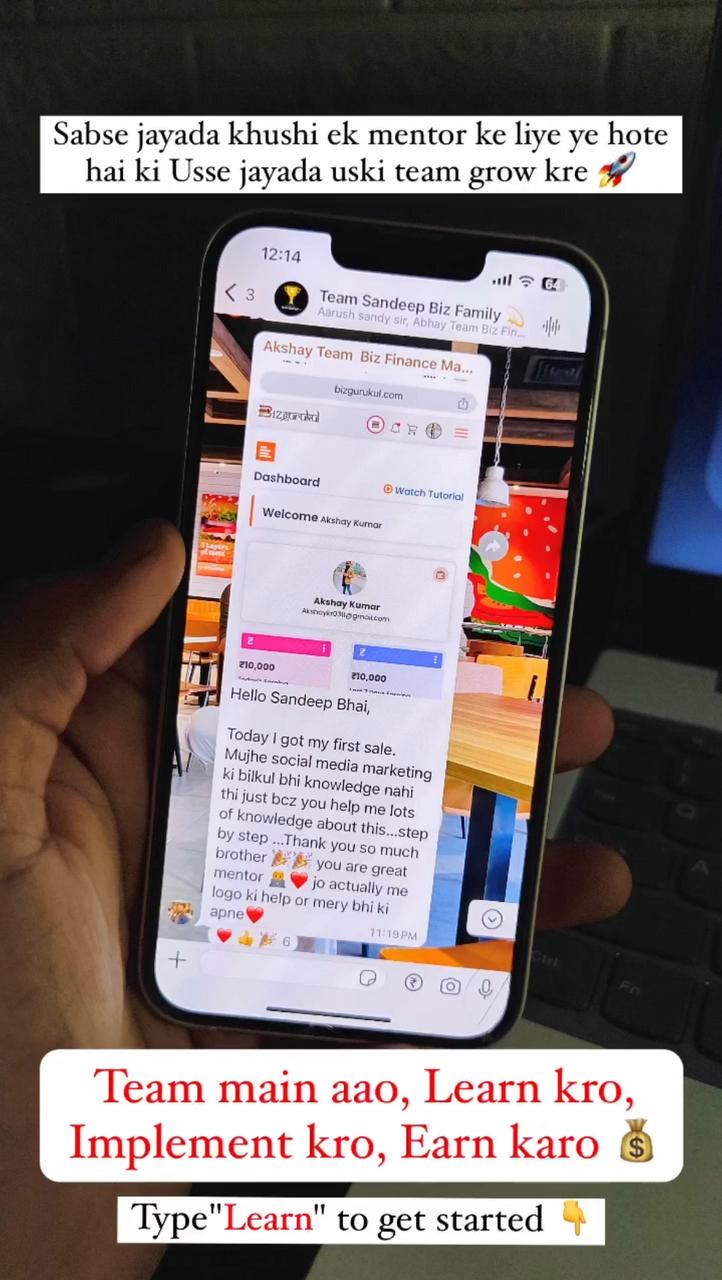 Sabse jayada khushi ek mentor ke liye ye hote
hai ki Usse jayada uski team grow kre 🚀
12:14
64
3
Team Sandeep Biz Family 💫
Aarush sandy sir, Abhay Team Biz Fin...
Akshay Team Biz Finance Ma...
bizgurukul.com
Bizgurukul
Dashboard
Watch Tutorial
Welcome Akshay Kumar
Akshay Kumar
₹10,000
₹10,000
Hello Sandeep Bhai,
Today I got my first sale.
Mujhe social media marketing
ki bilkul bhi knowledge nahi
thi just bcz you help me lots
of knowledge about this...step
by step ...Thank you so much
brother 🎉🎉 you are great
mentor 👨‍💻❤️ jo actually me
logo ki help or mery bhi ki
apne❤️
11:19 PM
❤️👍🎉 6
Ctrl
Fn
A
Team main aao, Learn kro,
Implement kro, Earn karo 💰
Type"Learn" to get started 👇